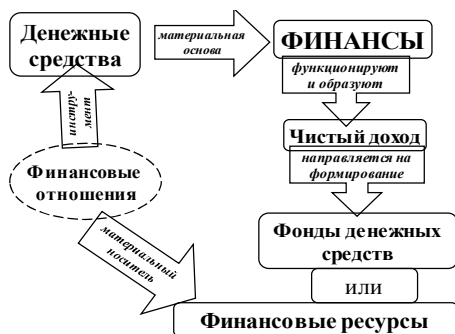 Денежные
средства
материальная
основа
ФИНАНСЫ
функционируют
и образуют
инстру-
мент
Чистый доход
направляется на
формирование
Финансовые
отношения
материальный
носитель
Фонды денежных
средств
или
Финансовые ресурсы